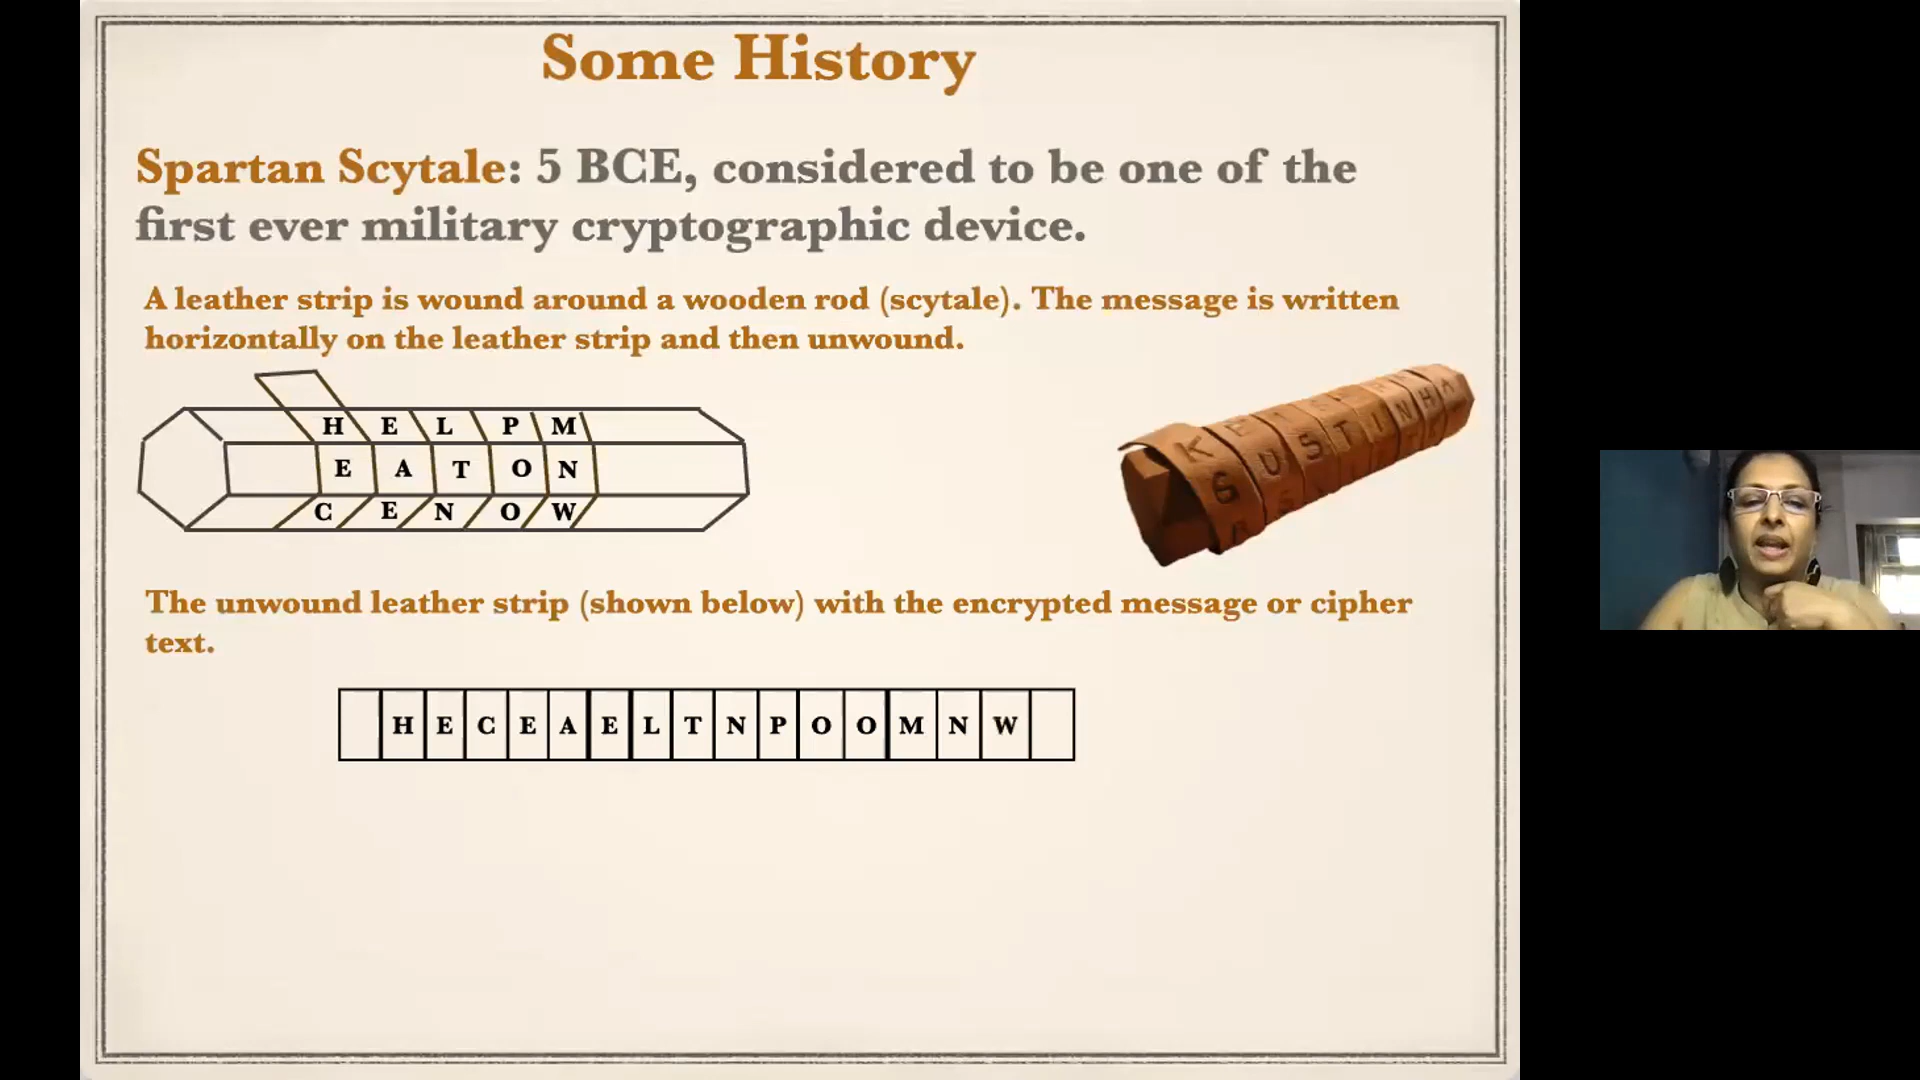 Some History
Spartan Scytale: 5 BCE, considered to be one of the
first ever military cryptographic device.
A leather strip is wound around a wooden rod (scytale). The message is written
horizontally on the leather strip and then unwound.
H E L P M
E A T O N
C E N O W
The unwound leather strip (shown below) with the encrypted message or cipher
text.
H E C E A E L T N P O O M N W